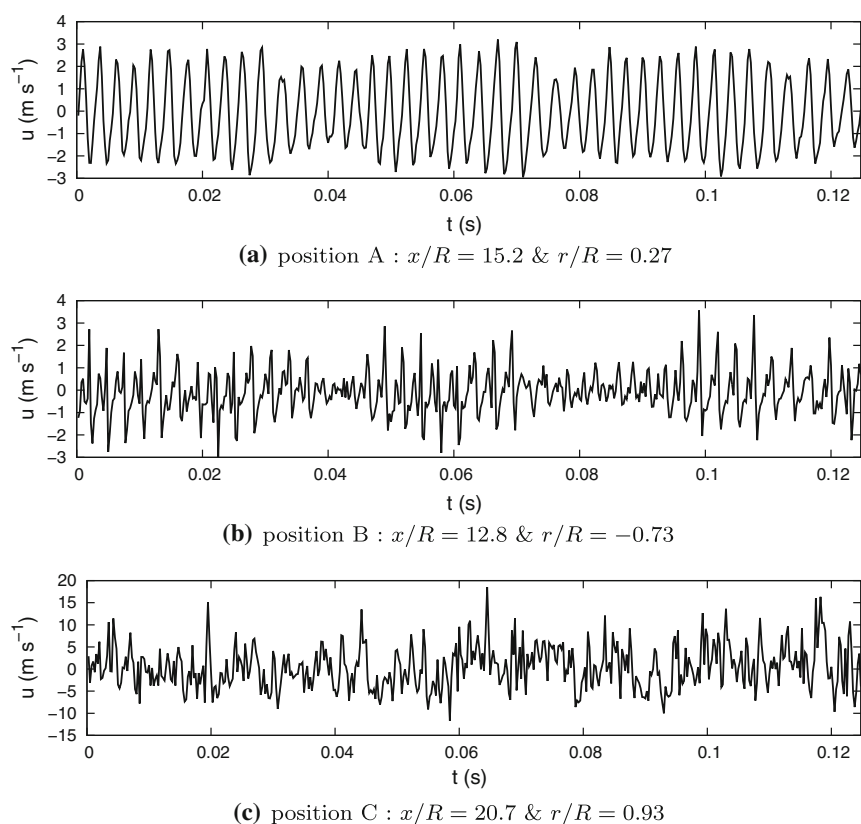 4
3
2
1
0
−1
−2
−3
u (m s⁻¹)
0 0.02 0.04 0.06 0.08 0.1 0.12
t (s)
(a) position A : x/R = 15.2 & r/R = 0.27
4
3
2
1
0
−1
−2
−3
u (m s⁻¹)
0 0.02 0.04 0.06 0.08 0.1 0.12
t (s)
(b) position B : x/R = 12.8 & r/R = −0.73
20
15
10
5
0
−5
−10
−15
u (m s⁻¹)
0 0.02 0.04 0.06 0.08 0.1 0.12
t (s)
(c) position C : x/R = 20.7 & r/R = 0.93